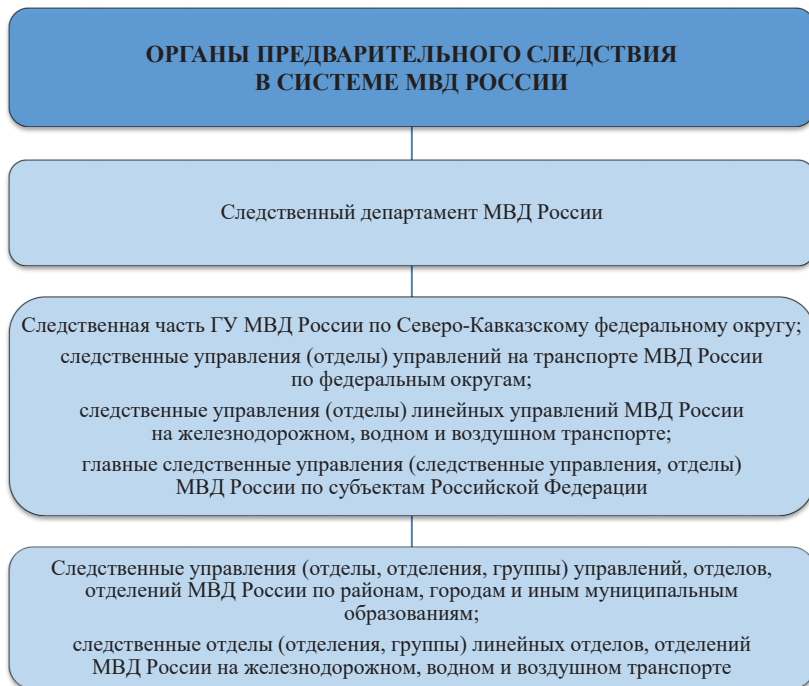 ОРГАНЫ ПРЕДВАРИТЕЛЬНОГО СЛЕДСТВИЯ
В СИСТЕМЕ МВД РОССИИ
Следственный департамент МВД России
Следственная часть ГУ МВД России по Северо-Кавказскому федеральному округу;
следственные управления (отделы) управлений на транспорте МВД России
по федеральным округам;
следственные управления (отделы) линейных управлений МВД России
на железнодорожном, водном и воздушном транспорте;
главные следственные управления (следственные управления, отделы)
МВД России по субъектам Российской Федерации
Следственные управления (отделы, отделения, группы) управлений, отделов,
отделений МВД России по районам, городам и иным муниципальным
образованиям;
следственные отделы (отделения, группы) линейных отделов, отделений
МВД России на железнодорожном, водном и воздушном транспорте